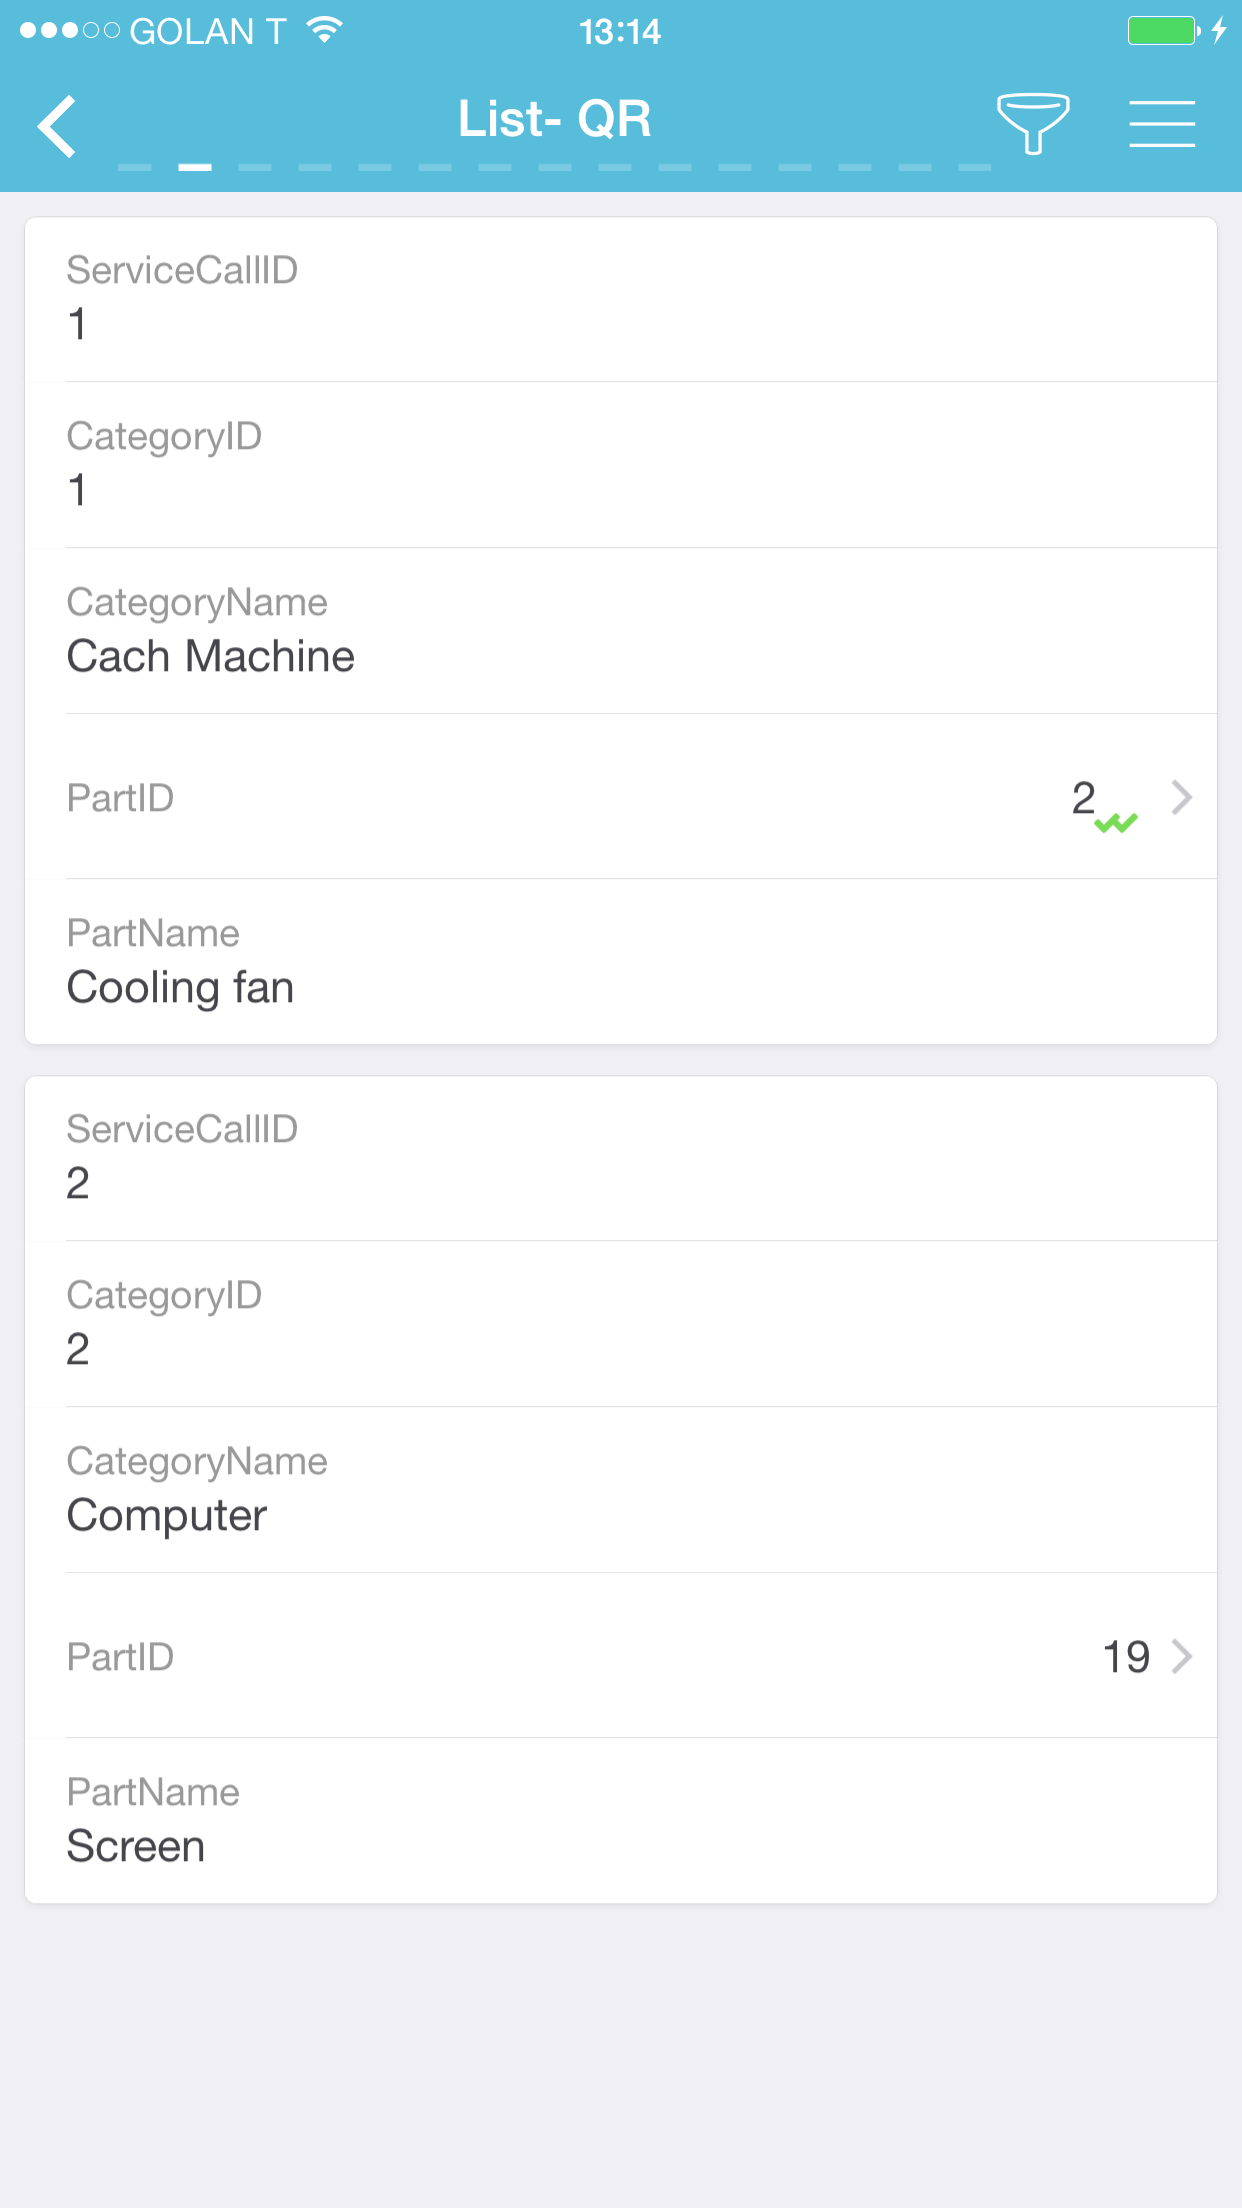 GOLAN T 13:14
List- QR
ServiceCallID
1
CategoryID
1
CategoryName
Cach Machine
PartID 2
PartName
Cooling fan
ServiceCallID
2
CategoryID
2
CategoryName
Computer
PartID 19
PartName
Screen